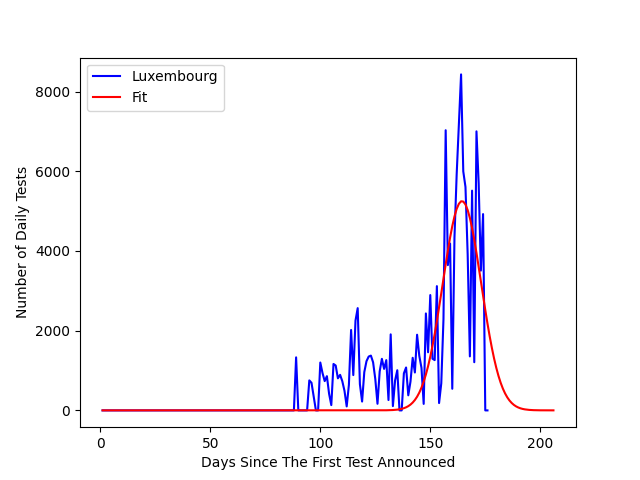 Luxembourg
Fit
8000
6000
4000
2000
0
Number of Daily Tests
0 50 100 150 200
Days Since The First Test Announced